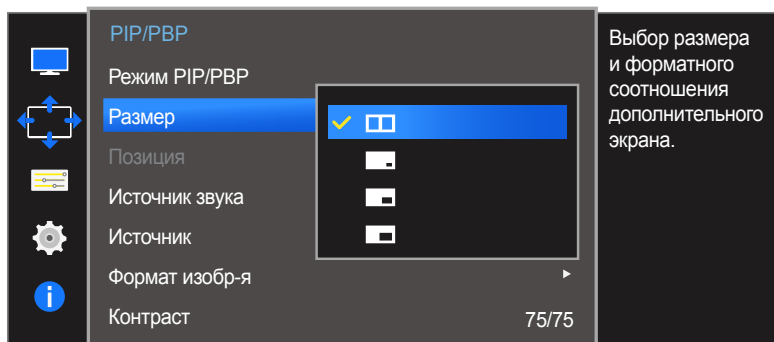 PIP/PBP
Режим PIP/PBP
Размер
Позиция
Источник звука
Источник
Формат изобр-я
Контраст 75/75
Выбор размера
и форматного
соотношения
дополнительного
экрана.